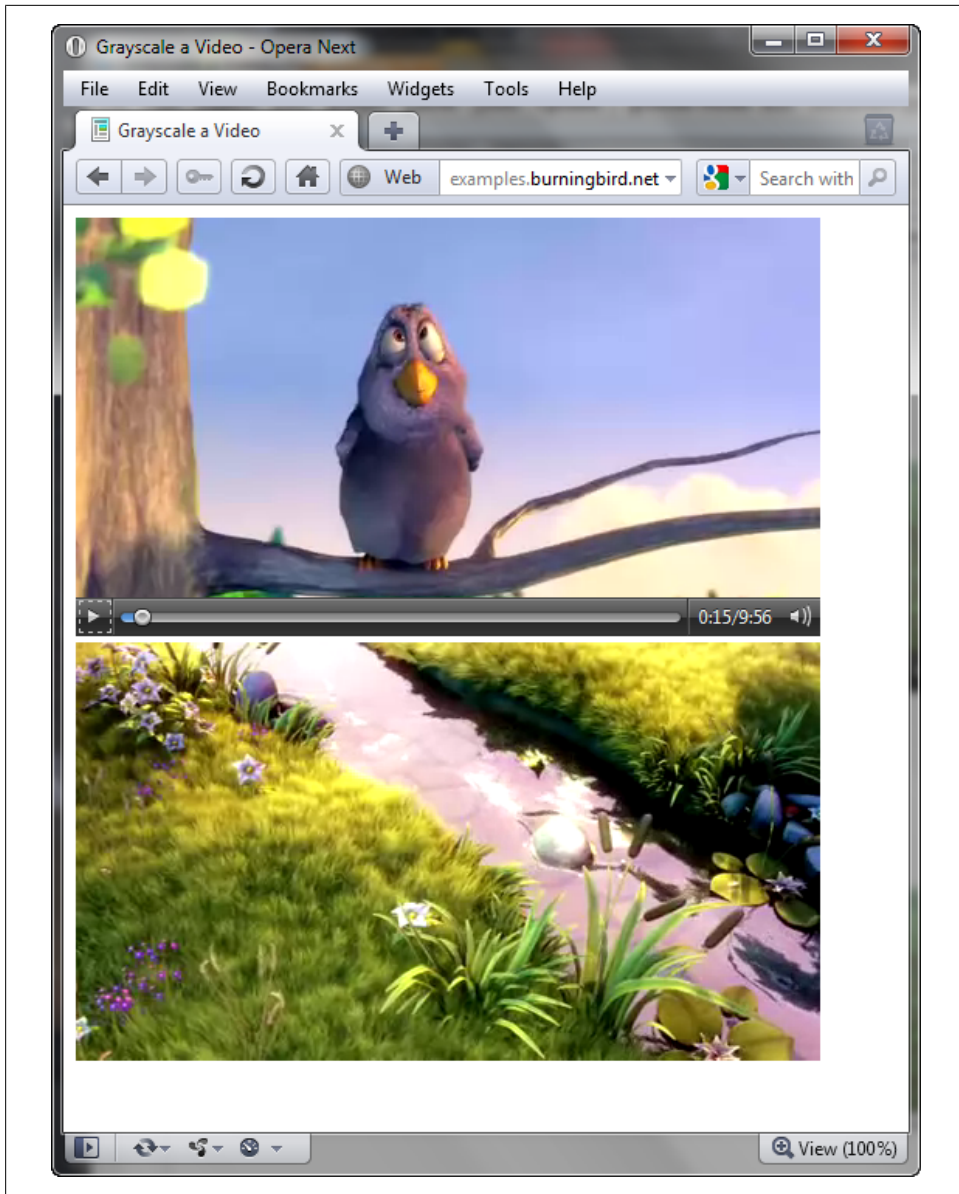 Grayscale a Video - Opera Next
File Edit View Bookmarks Widgets Tools Help
Grayscale a Video
Web examples.burningbird.net Search with
0:15/9:56
View (100%)